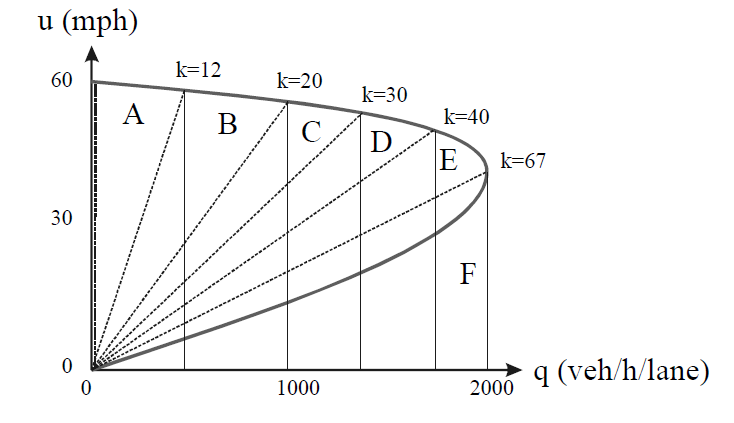 u (mph)
60
k=12
k=20
k=30
k=40
k=67
A
B
C
D
E
30
F
0
0
1000
2000
q (veh/h/lane)